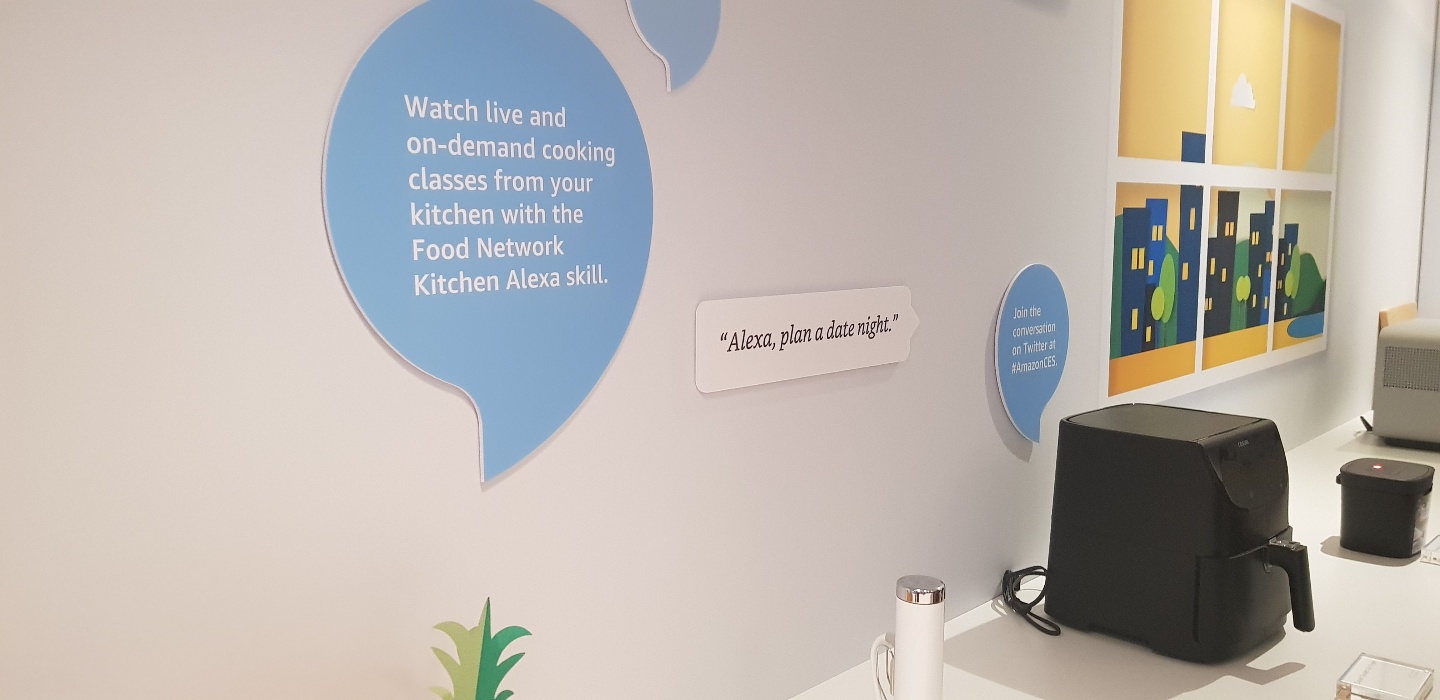 Watch live and
on-demand cooking
classes from your
kitchen with the
Food Network
Kitchen Alexa skill.
“Alexa, plan a date night.”
Join the
conversation
on Twitter at
#AmazonCES.